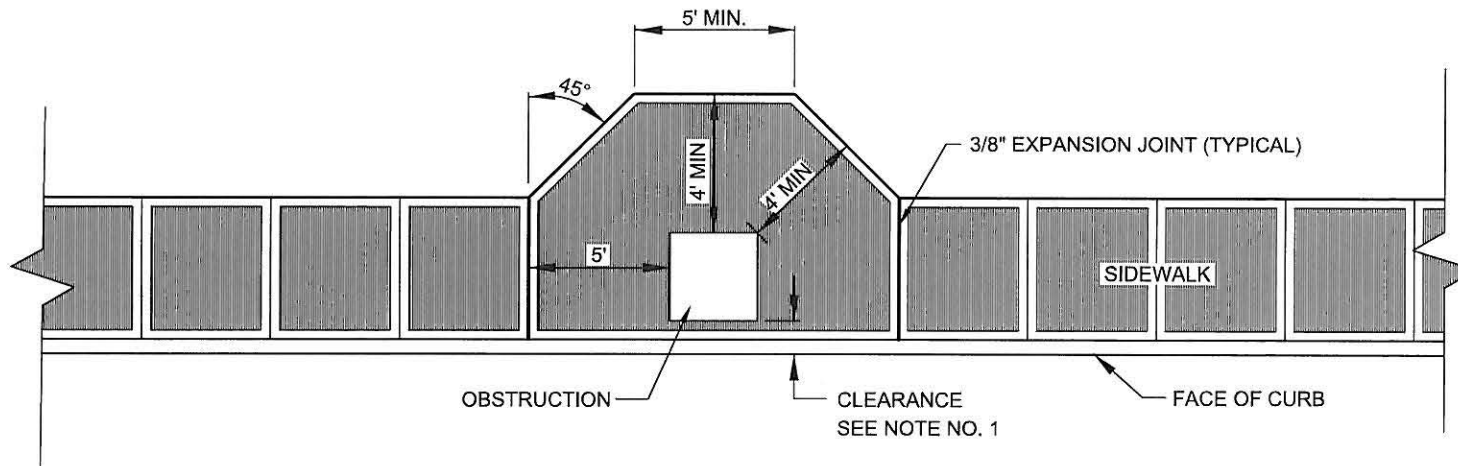 5' MIN.
45°
3/8" EXPANSION JOINT (TYPICAL)
4' MIN
4' MIN
5'
SIDEWALK
OBSTRUCTION
CLEARANCE
SEE NOTE NO. 1
FACE OF CURB